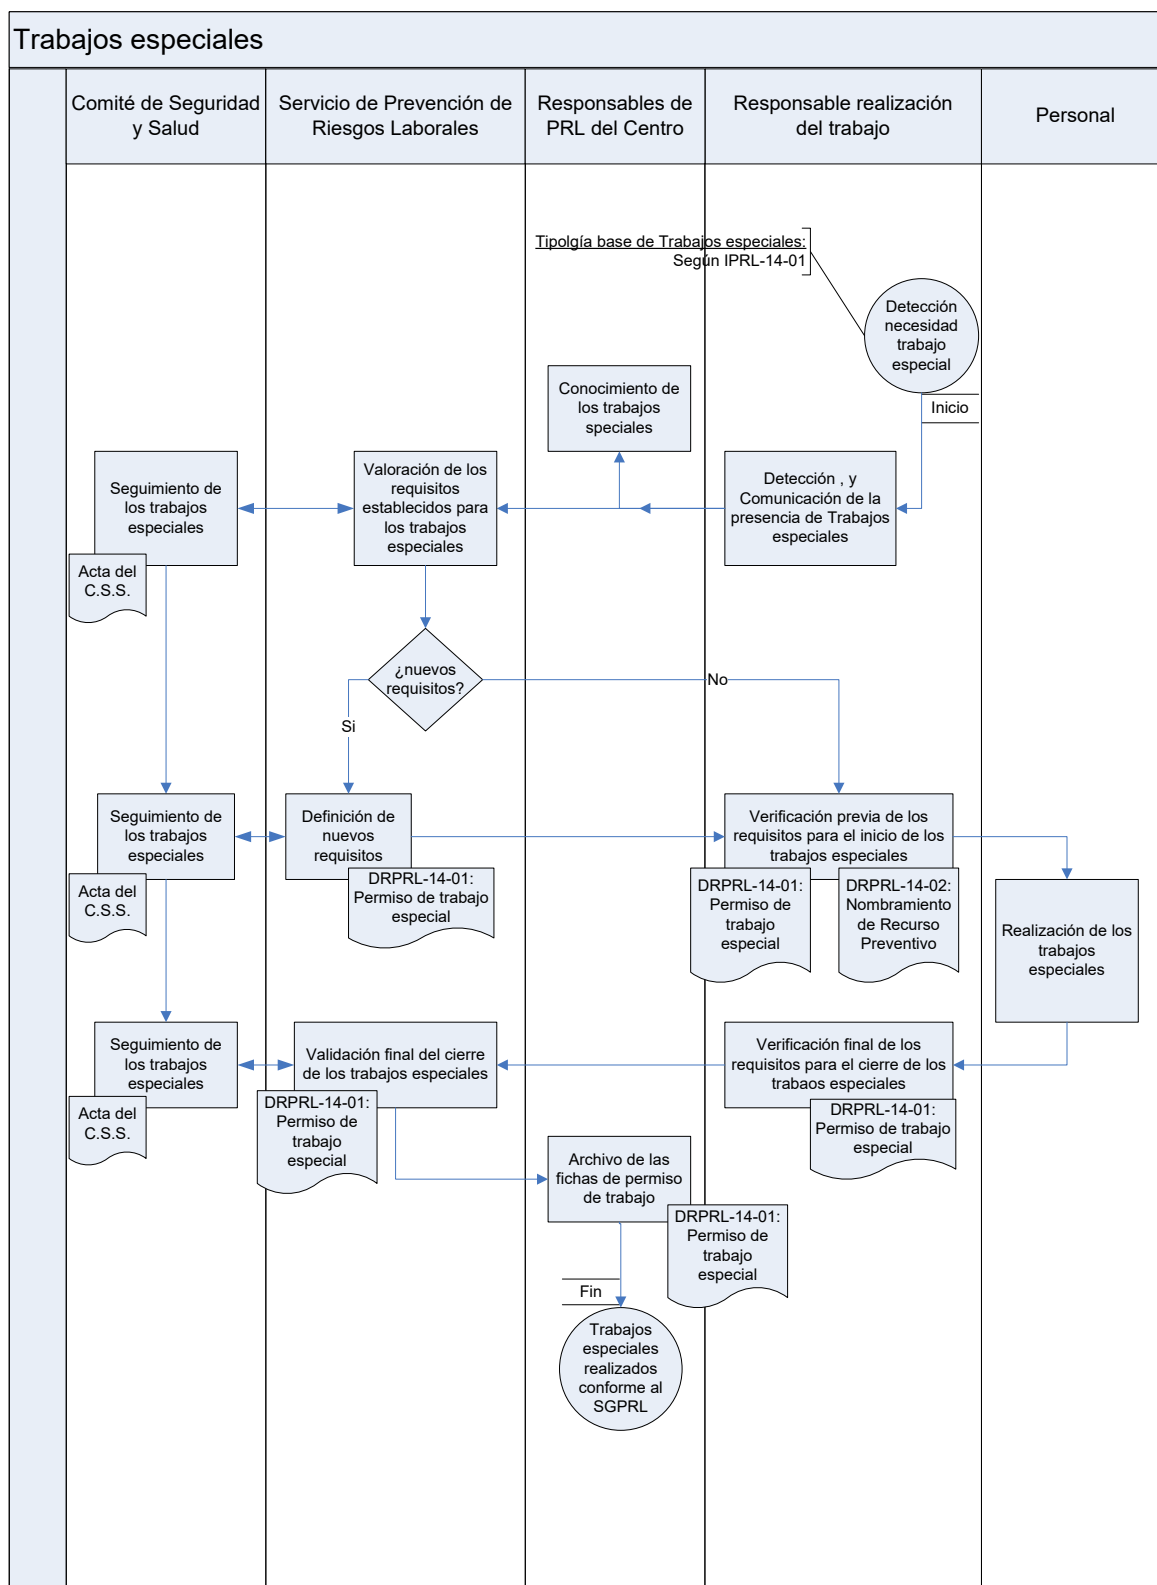 Trabajos especiales
Comité de Seguridad
y Salud
Servicio de Prevención de
Riesgos Laborales
Responsables de
PRL del Centro
Responsable realización
del trabajo
Personal
Tipolgía base de Trabajos especiales:
Según IPRL-14-01
Detección
necesidad
trabajo
especial
Inicio
Conocimiento de
los trabajos
speciales
Seguimiento de
los trabajos
especiales
Acta del
C.S.S.
Valoración de los
requisitos
establecidos para
los trabajos
especiales
Detección , y
Comunicación de la
presencia de Trabajos
especiales
¿nuevos
requisitos?
No
Si
Seguimiento de
los trabajos
especiales
Acta del
C.S.S.
Definición de
nuevos
requisitos
DRPRL-14-01:
Permiso de trabajo
especial
Verificación previa de los
requisitos para el inicio de los
trabajos especiales
DRPRL-14-01:
Permiso de
trabajo
especial
DRPRL-14-02:
Nombramiento
de Recurso
Preventivo
Realización de los
trabajos
especiales
Seguimiento de
los trabajos
especiales
Acta del
C.S.S.
Validación final del cierre
de los trabajos especiales
DRPRL-14-01:
Permiso de
trabajo
especial
Verificación final de los
requisitos para el cierre de los
trabaos especiales
DRPRL-14-01:
Permiso de trabajo
especial
Archivo de las
fichas de permiso
de trabajo
DRPRL-14-01:
Permiso de
trabajo
especial
Fin
Trabajos
especiales
realizados
conforme al
SGPRL